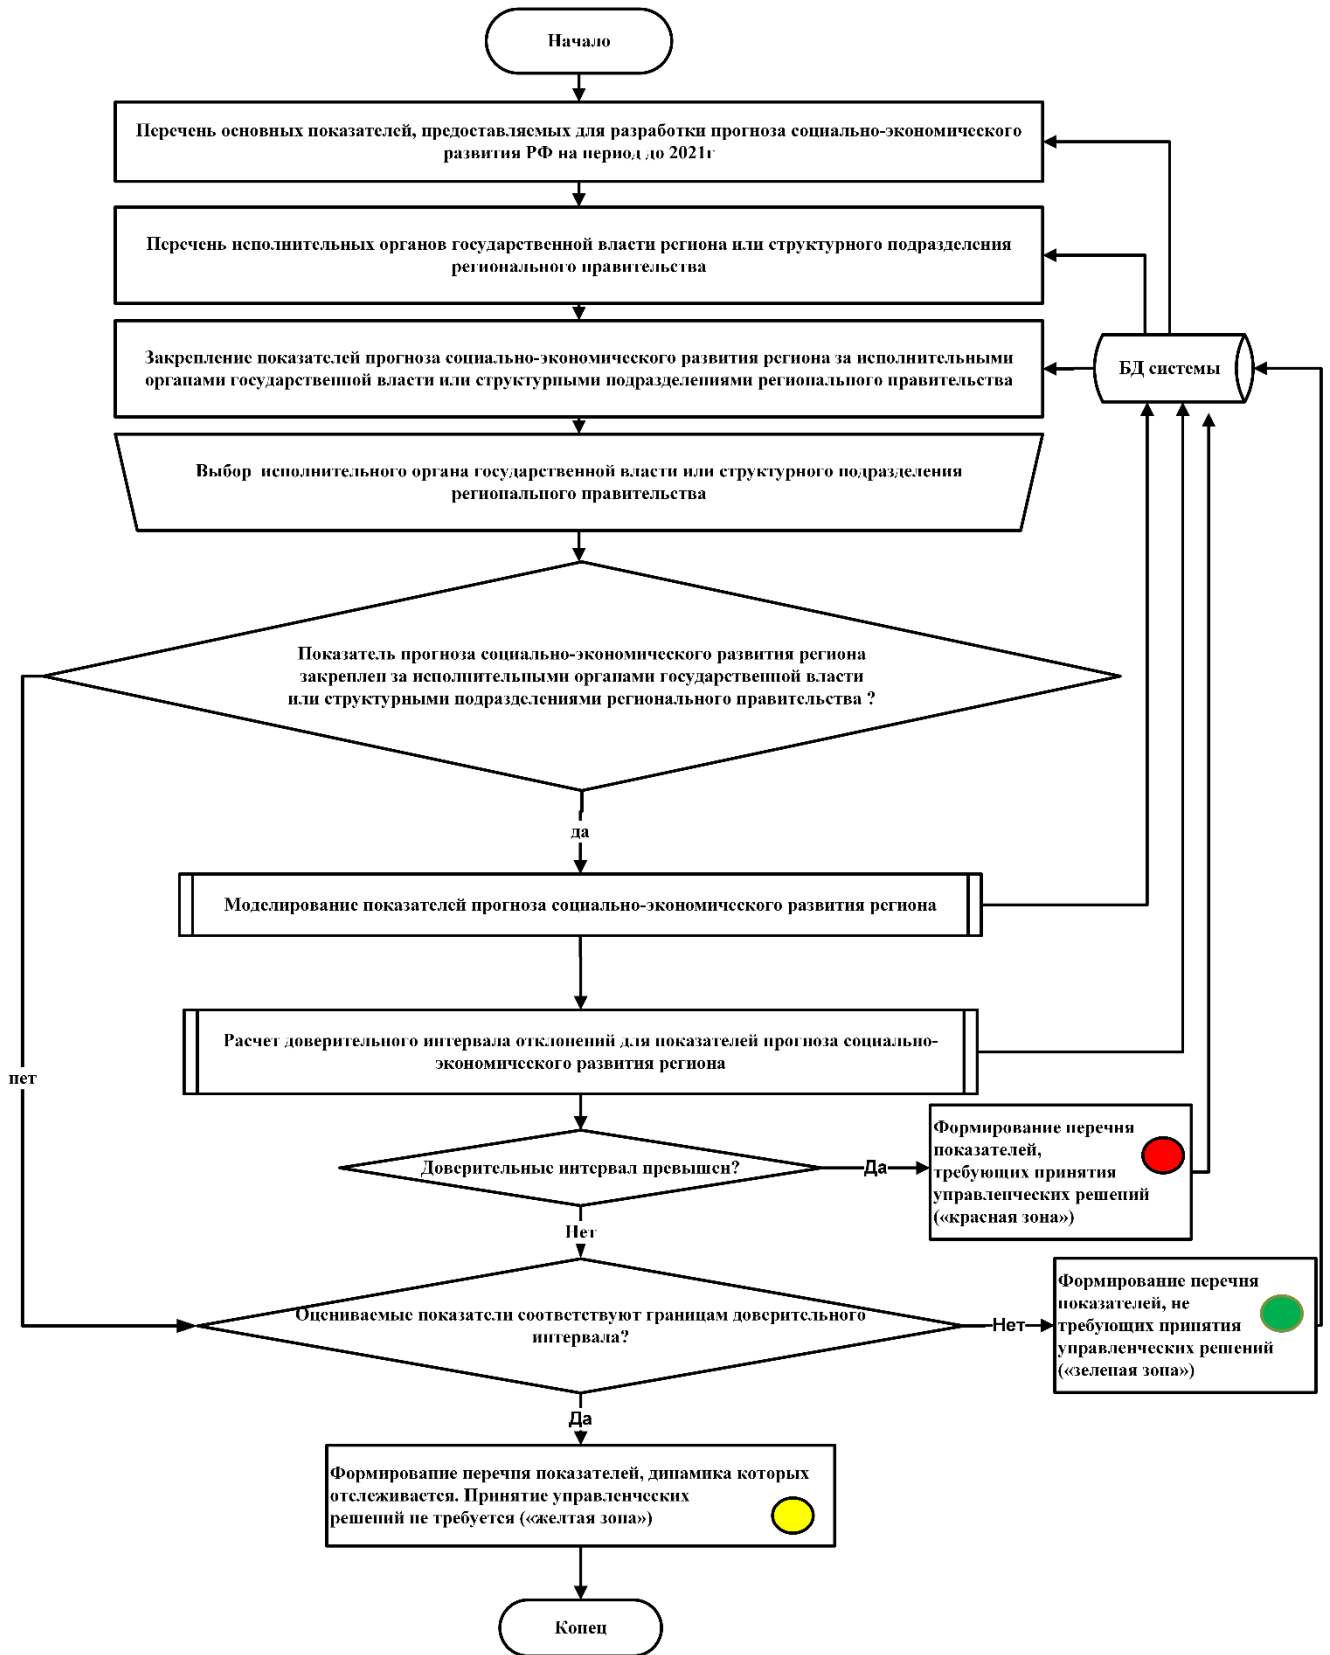 Начало
Перечень основных показателей, предоставляемых для разработки прогноза социально-экономического
развития РФ на период до 2021г
Перечень исполнительных органов государственной власти региона или структурного подразделения
регионального правительства
Закрепление показателей прогноза социально-экономического развития региона за исполнительными
органами государственной власти или структурными подразделениями регионального правительства
БД системы
Выбор исполнительного органа государственной власти или структурного подразделения
регионального правительства
Показатель прогноза социально-экономического развития региона
закреплен за исполнительными органами государственной власти
или структурными подразделениями регионального правительства ?
да
Моделирование показателей прогноза социально-экономического развития региона
Расчет доверительного интервала отклонений для показателей прогноза социально-
экономического развития региона
нет
Доверительные интервал превышен?
Да
Формирование перечня
показателей,
требующих принятия
управленческих решений
(«красная зона»)
Нет
Оцениваемые показатели соответствуют границам доверительного
интервала?
Нет
Формирование перечня
показателей, не
требующих принятия
управленческих решений
(«зеленая зона»)
Да
Формирование перечня показателей, динамика которых
отслеживается. Принятие управленческих
решений не требуется («желтая зона»)
Конец